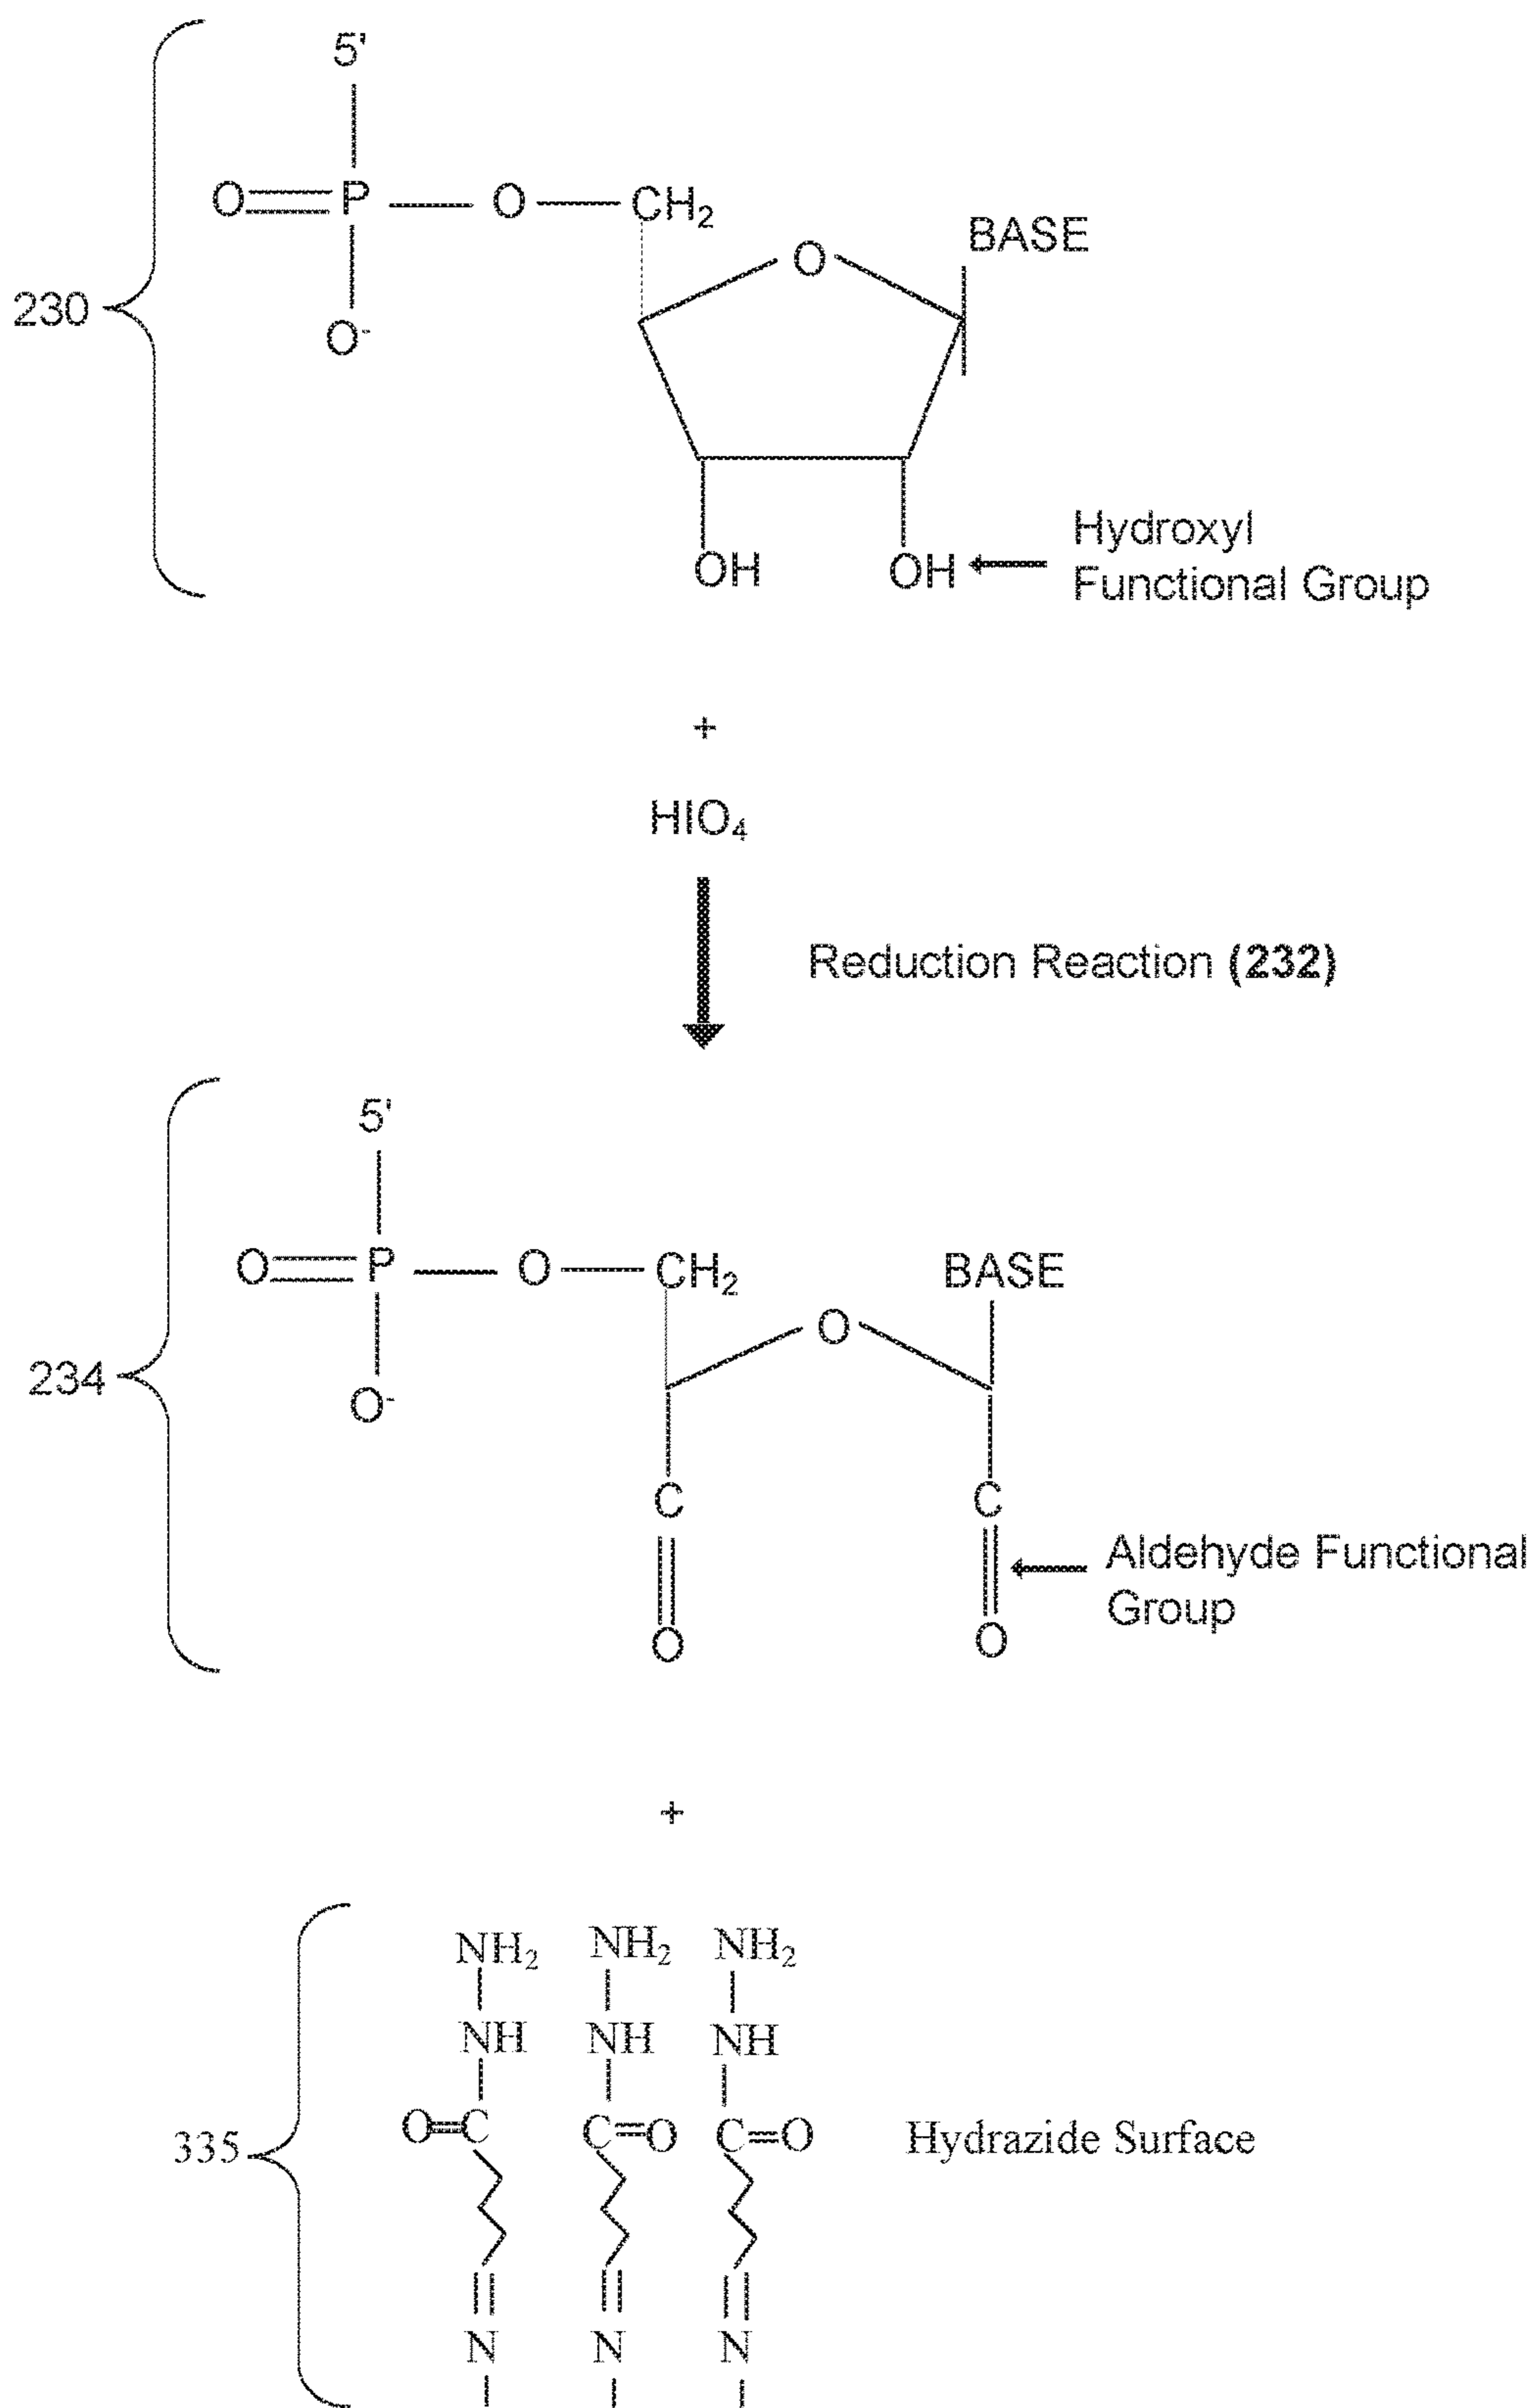 5'
O P O CH₂
O BASE
230
O⁻
OH OH Hydroxyl
Functional Group
+
HIO₄
Reduction Reaction (232)
5'
O P O CH₂ BASE
O
234
O⁻
C C
Aldehyde Functional
Group
O O
+
NH₂ NH₂ NH₂
NH NH NH
O=C C=O C=O
335
Hydrazide Surface
N N N